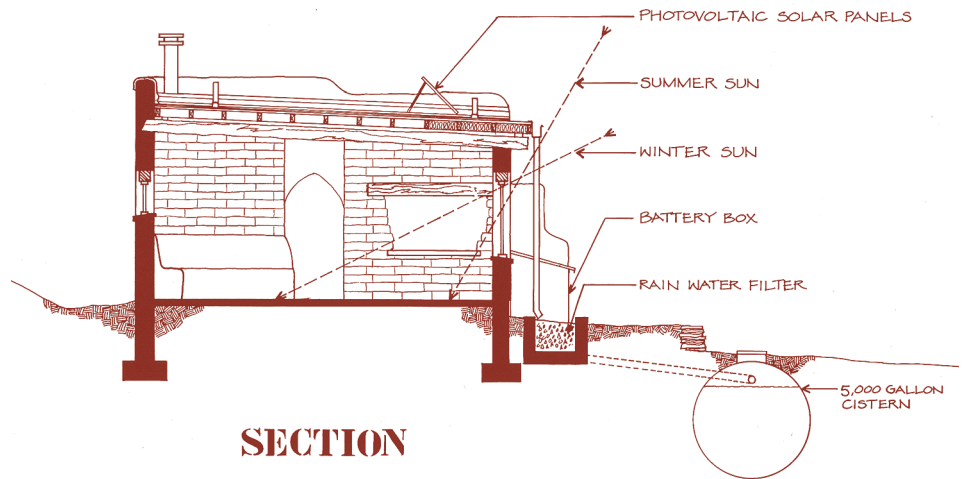 PHOTOVOLTAIC SOLAR PANELS
SUMMER SUN
WINTER SUN
BATTERY BOX
RAIN WATER FILTER
5,000 GALLON
CISTERN
SECTION